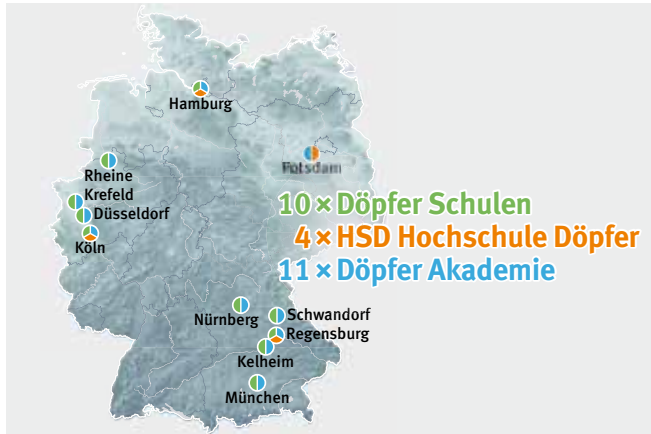 Hamburg
Potsdam
Rheine
Krefeld
Düsseldorf
Köln
10 × Döpfer Schulen
4 × HSD Hochschule Döpfer
11 × Döpfer Akademie
Nürnberg
Schwandorf
Regensburg
Kelheim
München